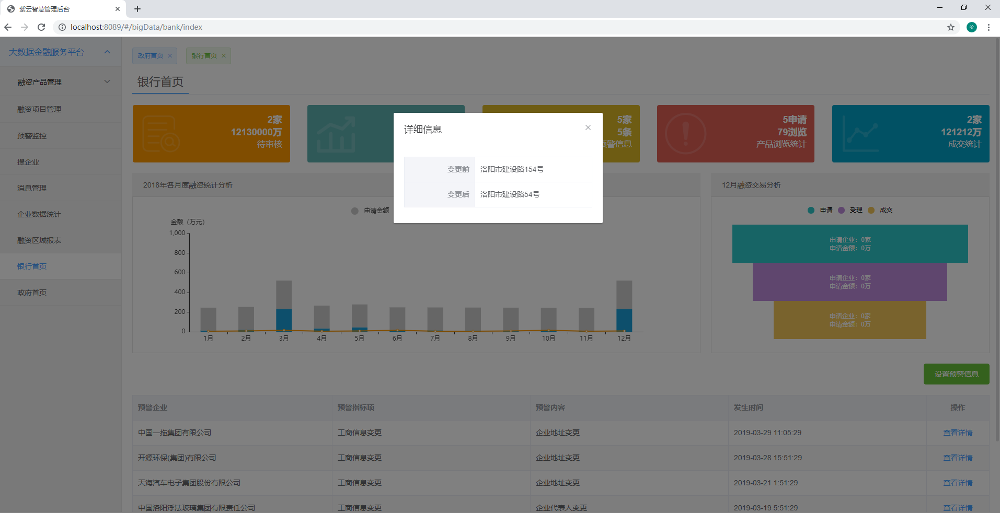 紫云智慧管理后台
localhost:8089/#/bigData/bank/index
大数据金融服务平台
融资产品管理
融资项目管理
预警监控
搜企业
消息管理
企业数据统计
融资区域报表
银行首页
政府首页
政府首页
银行首页
银行首页
2家
12130000万
待审核
5家
5条
预警信息
5申请
79浏览
产品浏览统计
2家
121212万
成交统计
详细信息
变更前 洛阳市建设路154号
变更后 洛阳市建设路54号
2018年各月度融资统计分析
申请金额
金额（万元）
1,000
800
600
400
200
0
1月 2月 3月 4月 5月 6月 7月 8月 9月 10月 11月 12月
12月融资交易分析
申请 受理 成交
申请企业：0家
申请金额：0万
申请企业：0家
申请金额：0万
申请企业：0家
申请金额：0万
设置预警信息
预警企业 预警指标项 预警内容 发生时间 操作
中国一拖集团有限公司 工商信息变更 企业地址变更 2019-03-29 11:05:29 查看详情
开源环保(集团)有限公司 工商信息变更 企业地址变更 2019-03-28 15:51:29 查看详情
天海汽车电子集团股份有限公司 工商信息变更 企业地址变更 2019-03-21 1:51:29 查看详情
中国洛阳浮法玻璃集团有限责任公司 工商信息变更 企业代表人变更 2019-03-19 5:51:29 查看详情